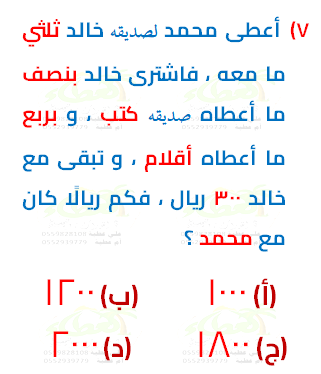 ٧) أعطى محمد لصديقه خالد ثلثي
ما معه ، فاشترى خالد بنصف
ما أعطاه صديقه كتب ، و بربع
ما أعطاه أقلام ، و تبقى مع
خالد ٣٠٠ ريال ، فكم ريالًا كان
مع محمد ؟
(أ) ١٠٠٠ (ب) ١٢٠٠
(ج) ١٨٠٠ (د) ٢٠٠٠